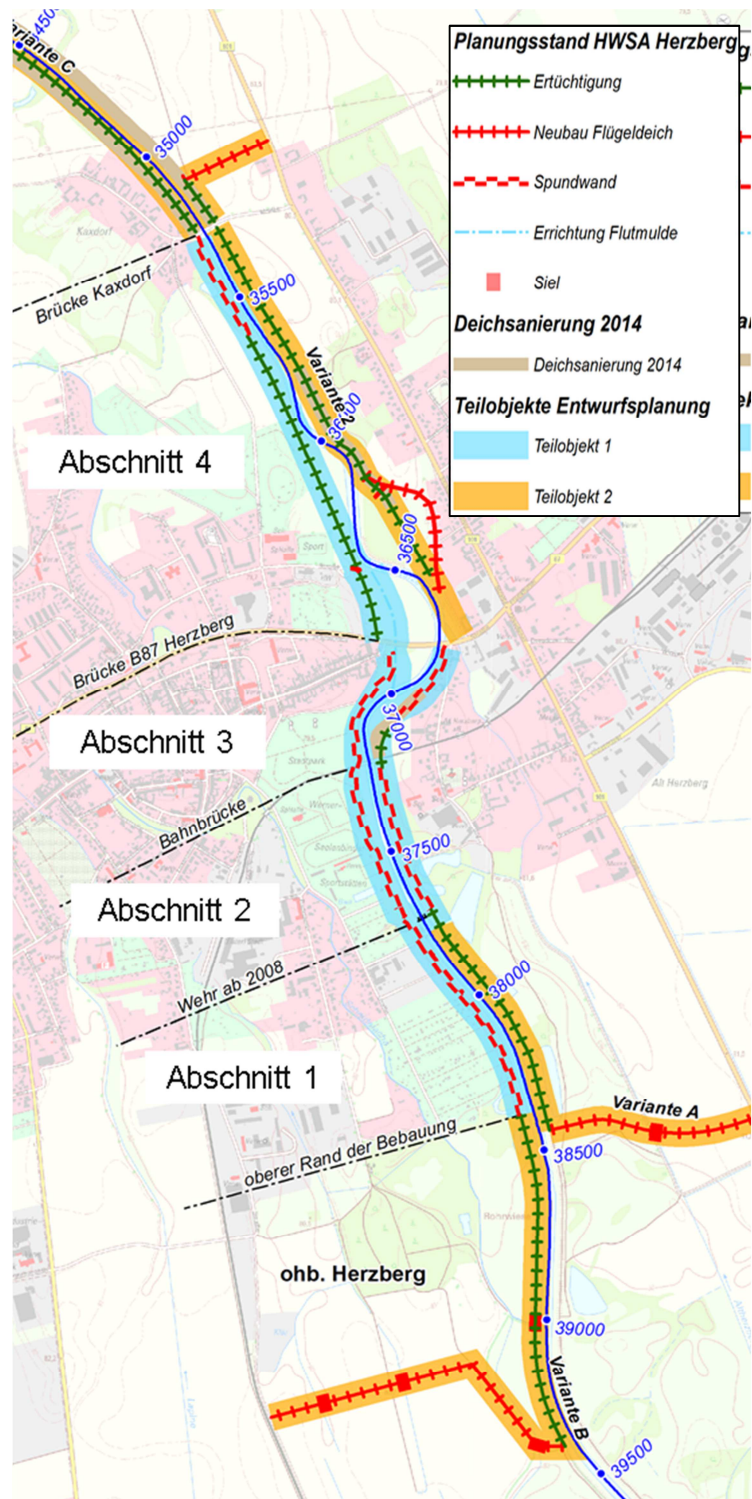 34500
Variante C
35000
Planungsstand HWSA Herzberg
Ertüchtigung
Neubau Flügeldeich
Spundwand
Errichtung Flutmulde
Siel
Deichsanierung 2014
Deichsanierung 2014
Teilobjekte Entwurfsplanung
Teilobjekt 1
Teilobjekt 2
Kaxdorf
Brücke Kaxdorf
35500
Variante 2
Abschnitt 4
36500
Sport
Brücke B87 Herzberg
37000
Abschnitt 3
Stadtpark
Alt Herzberg
Bahnbrücke
37500
Abschnitt 2
Wehr ab 2008
38000
Abschnitt 1
Variante A
oberer Rand der Bebauung
38500
ohb. Herzberg
39000
Variante B
39500